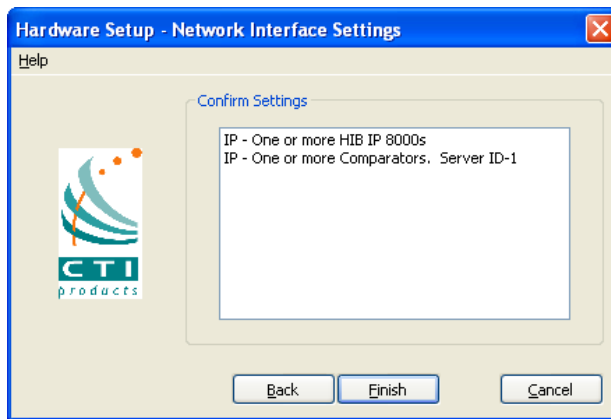 Hardware Setup - Network Interface Settings
Help
Confirm Settings
IP - One or more HIB IP 8000s
IP - One or more Comparators.  Server ID-1
CTI
products
Back
Finish
Cancel